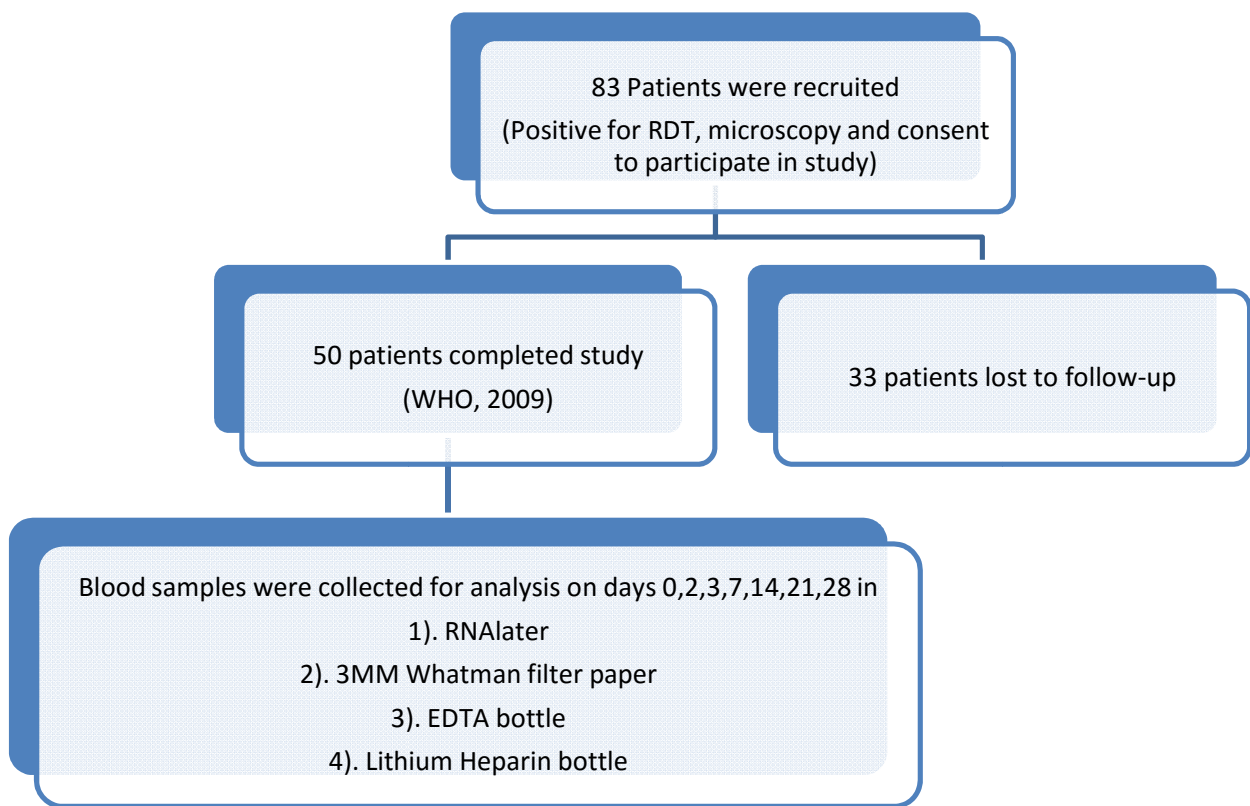 83 Patients were recruited
(Positive for RDT, microscopy and consent
to participate in study)
50 patients completed study
(WHO, 2009)
33 patients lost to follow-up
Blood samples were collected for analysis on days 0,2,3,7,14,21,28 in
1). RNAlater
2). 3MM Whatman filter paper
3). EDTA bottle
4). Lithium Heparin bottle